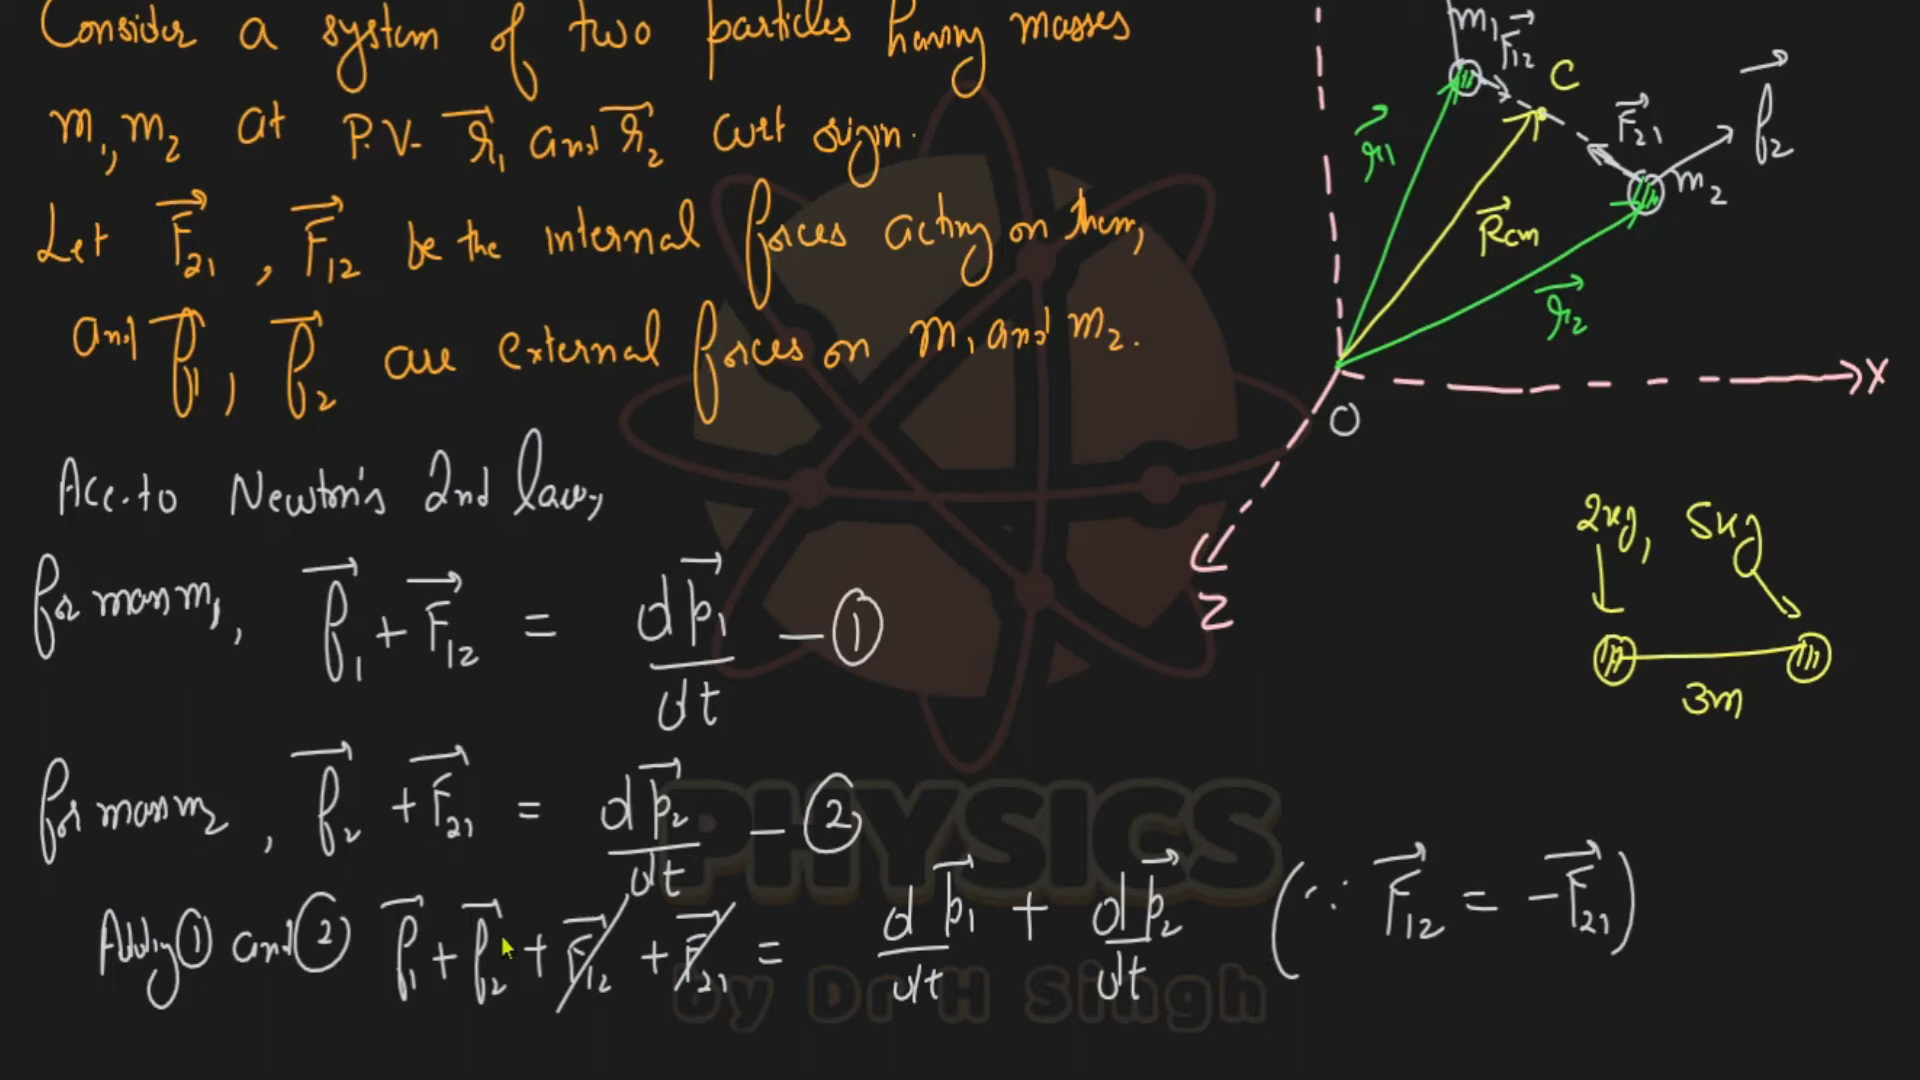 Consider a system of two particles having masses
m₁, m₂ at P.V. r⃗₁ and r⃗₂ wrt origin.
Let F⃗₂₁, F⃗₁₂ be the internal forces acting on them,
and f⃗₁, f⃗₂ are external forces on m₁ and m₂.
Acc. to Newton's 2nd law,
for mass m₁, f⃗₁ + F⃗₁₂ = dp⃗₁/dt — ①
for mass m₂, f⃗₂ + F⃗₂₁ = dp⃗₂/dt — ②
Adding ① and ② f⃗₁ + f⃗₂ + F⃗₁₂ + F⃗₂₁ = dp⃗₁/dt + dp⃗₂/dt (∵ F⃗₁₂ = -F⃗₂₁)
m₁
F⃗₁₂
C
f⃗₂
F⃗₂₁
r⃗₁
m₂
R⃗cm
r⃗₂
X
O
Z
2kg, 5kg
3m
PHYSICS
by Dr H Singh